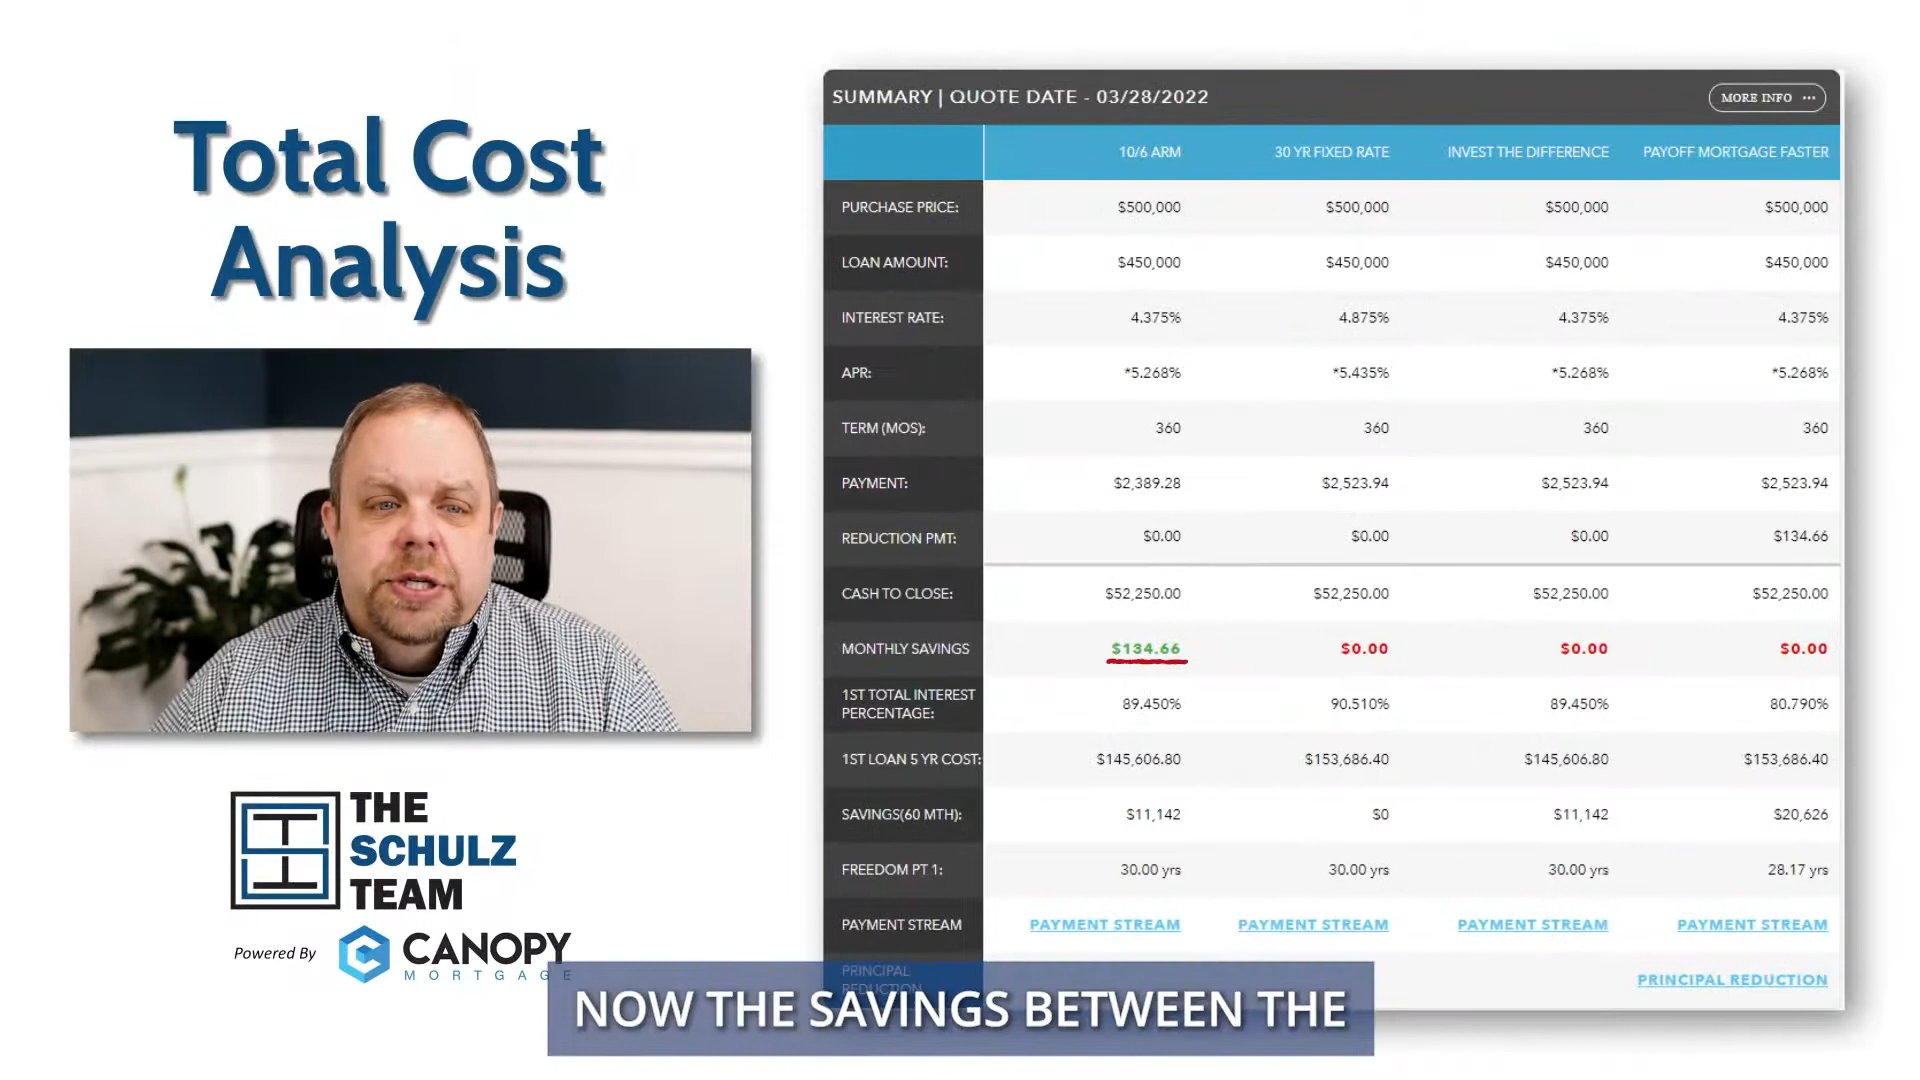 Total Cost
Analysis
THE
SCHULZ
TEAM
Powered By
CANOPY
MORTGAGE
SUMMARY | QUOTE DATE - 03/28/2022
MORE INFO ···
10/6 ARM 30 YR FIXED RATE INVEST THE DIFFERENCE PAYOFF MORTGAGE FASTER
PURCHASE PRICE: $500,000 $500,000 $500,000 $500,000
LOAN AMOUNT: $450,000 $450,000 $450,000 $450,000
INTEREST RATE: 4.375% 4.875% 4.375% 4.375%
APR: *5.268% *5.435% *5.268% *5.268%
TERM (MOS): 360 360 360 360
PAYMENT: $2,389.28 $2,523.94 $2,523.94 $2,523.94
REDUCTION PMT: $0.00 $0.00 $0.00 $134.66
CASH TO CLOSE: $52,250.00 $52,250.00 $52,250.00 $52,250.00
MONTHLY SAVINGS $134.66 $0.00 $0.00 $0.00
1ST TOTAL INTEREST
PERCENTAGE: 89.450% 90.510% 89.450% 80.790%
1ST LOAN 5 YR COST: $145,606.80 $153,686.40 $145,606.80 $153,686.40
SAVINGS(60 MTH): $11,142 $0 $11,142 $20,626
FREEDOM PT 1: 30.00 yrs 30.00 yrs 30.00 yrs 28.17 yrs
PAYMENT STREAM PAYMENT STREAM PAYMENT STREAM PAYMENT STREAM PAYMENT STREAM
PRINCIPAL
REDUCTION PRINCIPAL REDUCTION
NOW THE SAVINGS BETWEEN THE